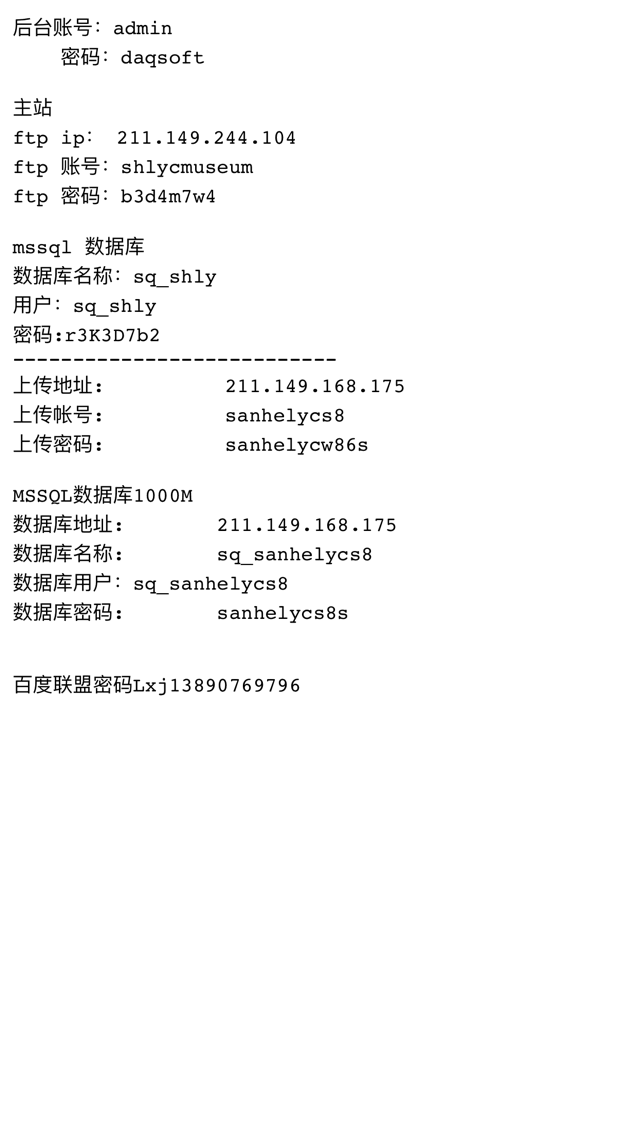 后台账号：admin
密码：daqsoft
主站
ftp ip： 211.149.244.104
ftp 账号：shlycmuseum
ftp 密码：b3d4m7w4
mssql 数据库
数据库名称：sq_shly
用户：sq_shly
密码:r3K3D7b2
---------------------------
上传地址: 211.149.168.175
上传帐号: sanhelycs8
上传密码: sanhelycw86s
MSSQL数据库1000M
数据库地址: 211.149.168.175
数据库名称: sq_sanhelycs8
数据库用户：sq_sanhelycs8
数据库密码: sanhelycs8s
百度联盟密码Lxj13890769796